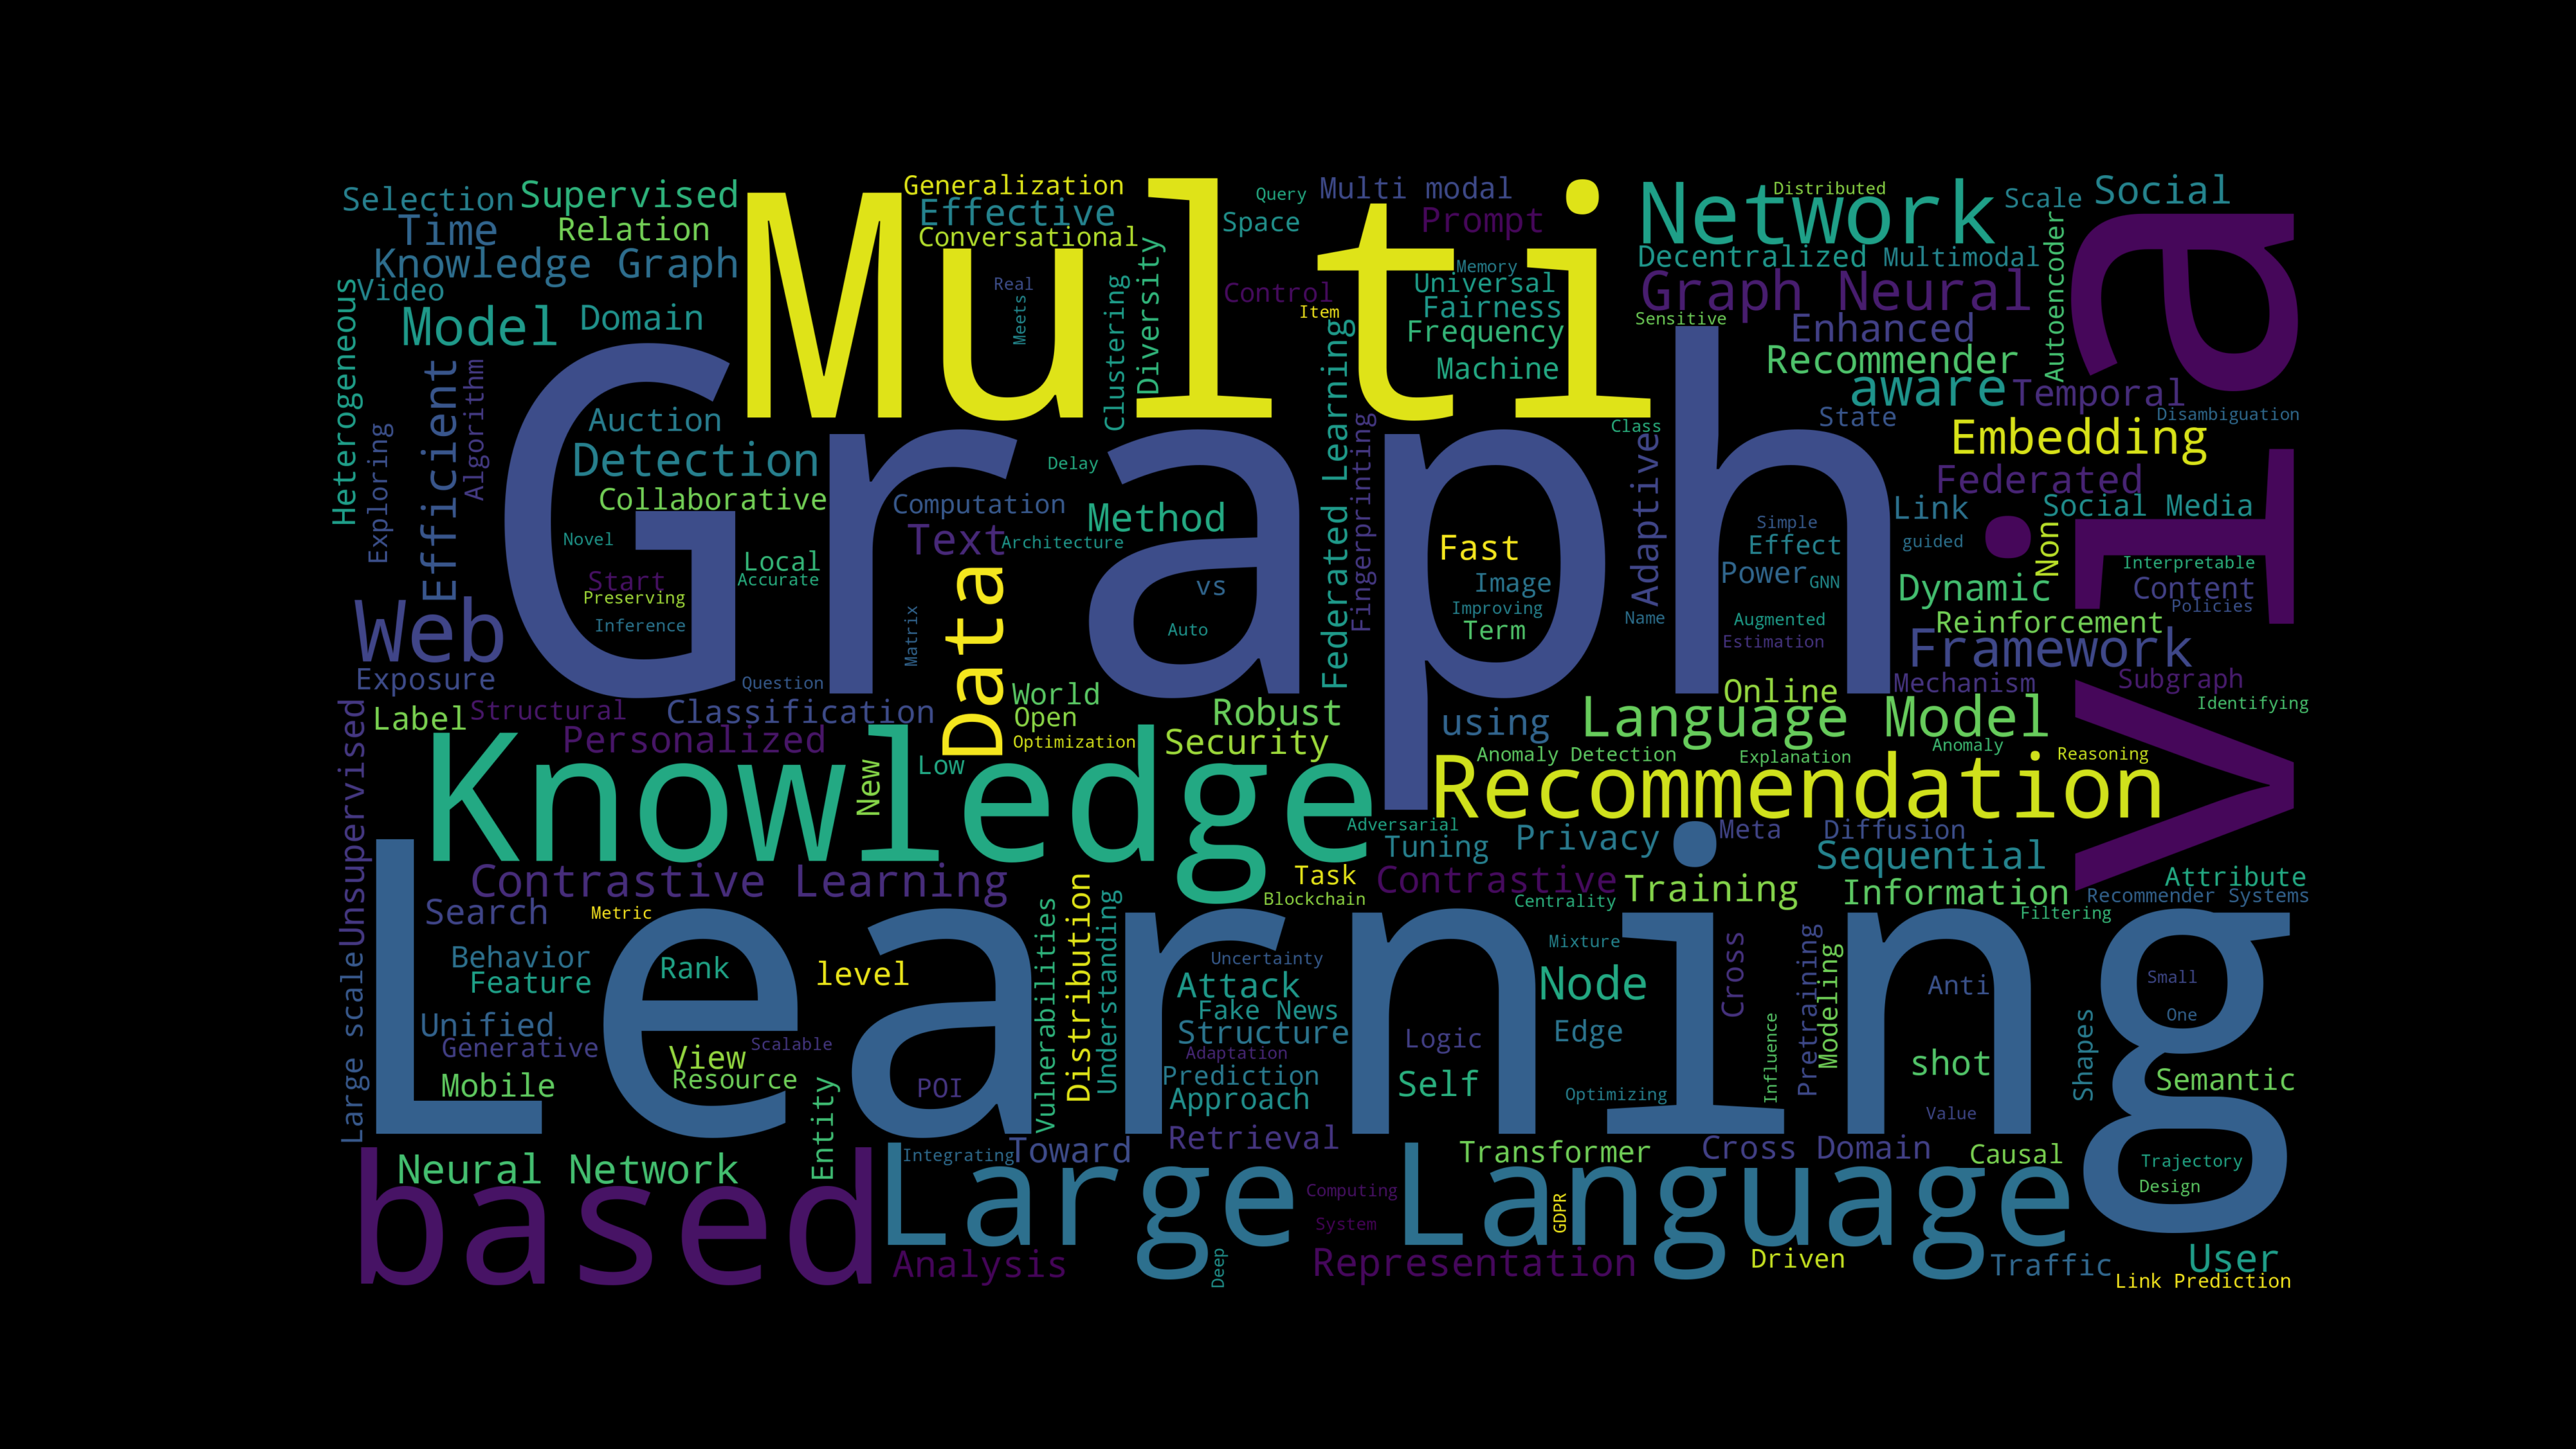 Selection
Supervised
Time
Relation
Knowledge Graph
Video
Model
Domain
Heterogeneous
Exploring
Efficient
Algorithm
Multi
Generalization
Effective
Conversational
Real
Meets
Clustering
Diversity
Query
Space
Multi modal
Prompt
Control
Item
Memory
Universal
Fairness
Frequency
Machine
Network
Distributed
Scale
Social
Decentralized
Multimodal
Autoencoder
Graph Neural
Sensitive
Enhanced
Recommender
aware
Temporal
State
Disambiguation
via
Graph
Auction
Detection
Collaborative
Novel
Local
Accurate
Start
Preserving
Inference
Computation
Text
Architecture
Method
Delay
Federated Learning
Fingerprinting
Class
Adaptive
Embedding
Federated
Link
Social Media
Non
guided
Interpretable
Dynamic
Content
Policies
Reinforcement
Framework
Mechanism
Subgraph
Identifying
Simple
Effect
Power
GNN
Augmented
Estimation
Name
Fast
Image
Improving
Term
vs
Auto
Matrix
Data
Web
Exposure
Label
Structural
Question
Classification
Personalized
World
Open
Optimization
Robust
Security
using
Language Model
Online
Anomaly Detection
Explanation
Anomaly
Reasoning
Knowledge
New
Low
Recommendation
Adversarial
Tuning
Privacy
Meta
Diffusion
Sequential
Unsupervised
Large scale
Contrastive Learning
Task
Blockchain
Contrastive
Training
Centrality
Information
Attribute
Recommender Systems
Filtering
Learning
Search
Metric
Behavior
Feature
Rank
level
Unified
Generative
View
Scalable
Resource
Mobile
POI
Entity
Vulnerabilities
Distribution
Understanding
Uncertainty
Attack
Fake News
Structure
Adaptation
Prediction
Approach
Logic
Self
Mixture
Node
Edge
Optimizing
Cross
Influence
Pretraining
Modeling
Anti
shot
Value
Shapes
Small
One
Semantic
Trajectory
Design
Neural Network
based
Integrating
Toward
Retrieval
Transformer
Cross Domain
Causal
Large Language
Computing
System
GDPR
Analysis
Deep
Representation
Driven
Traffic
User
Link Prediction